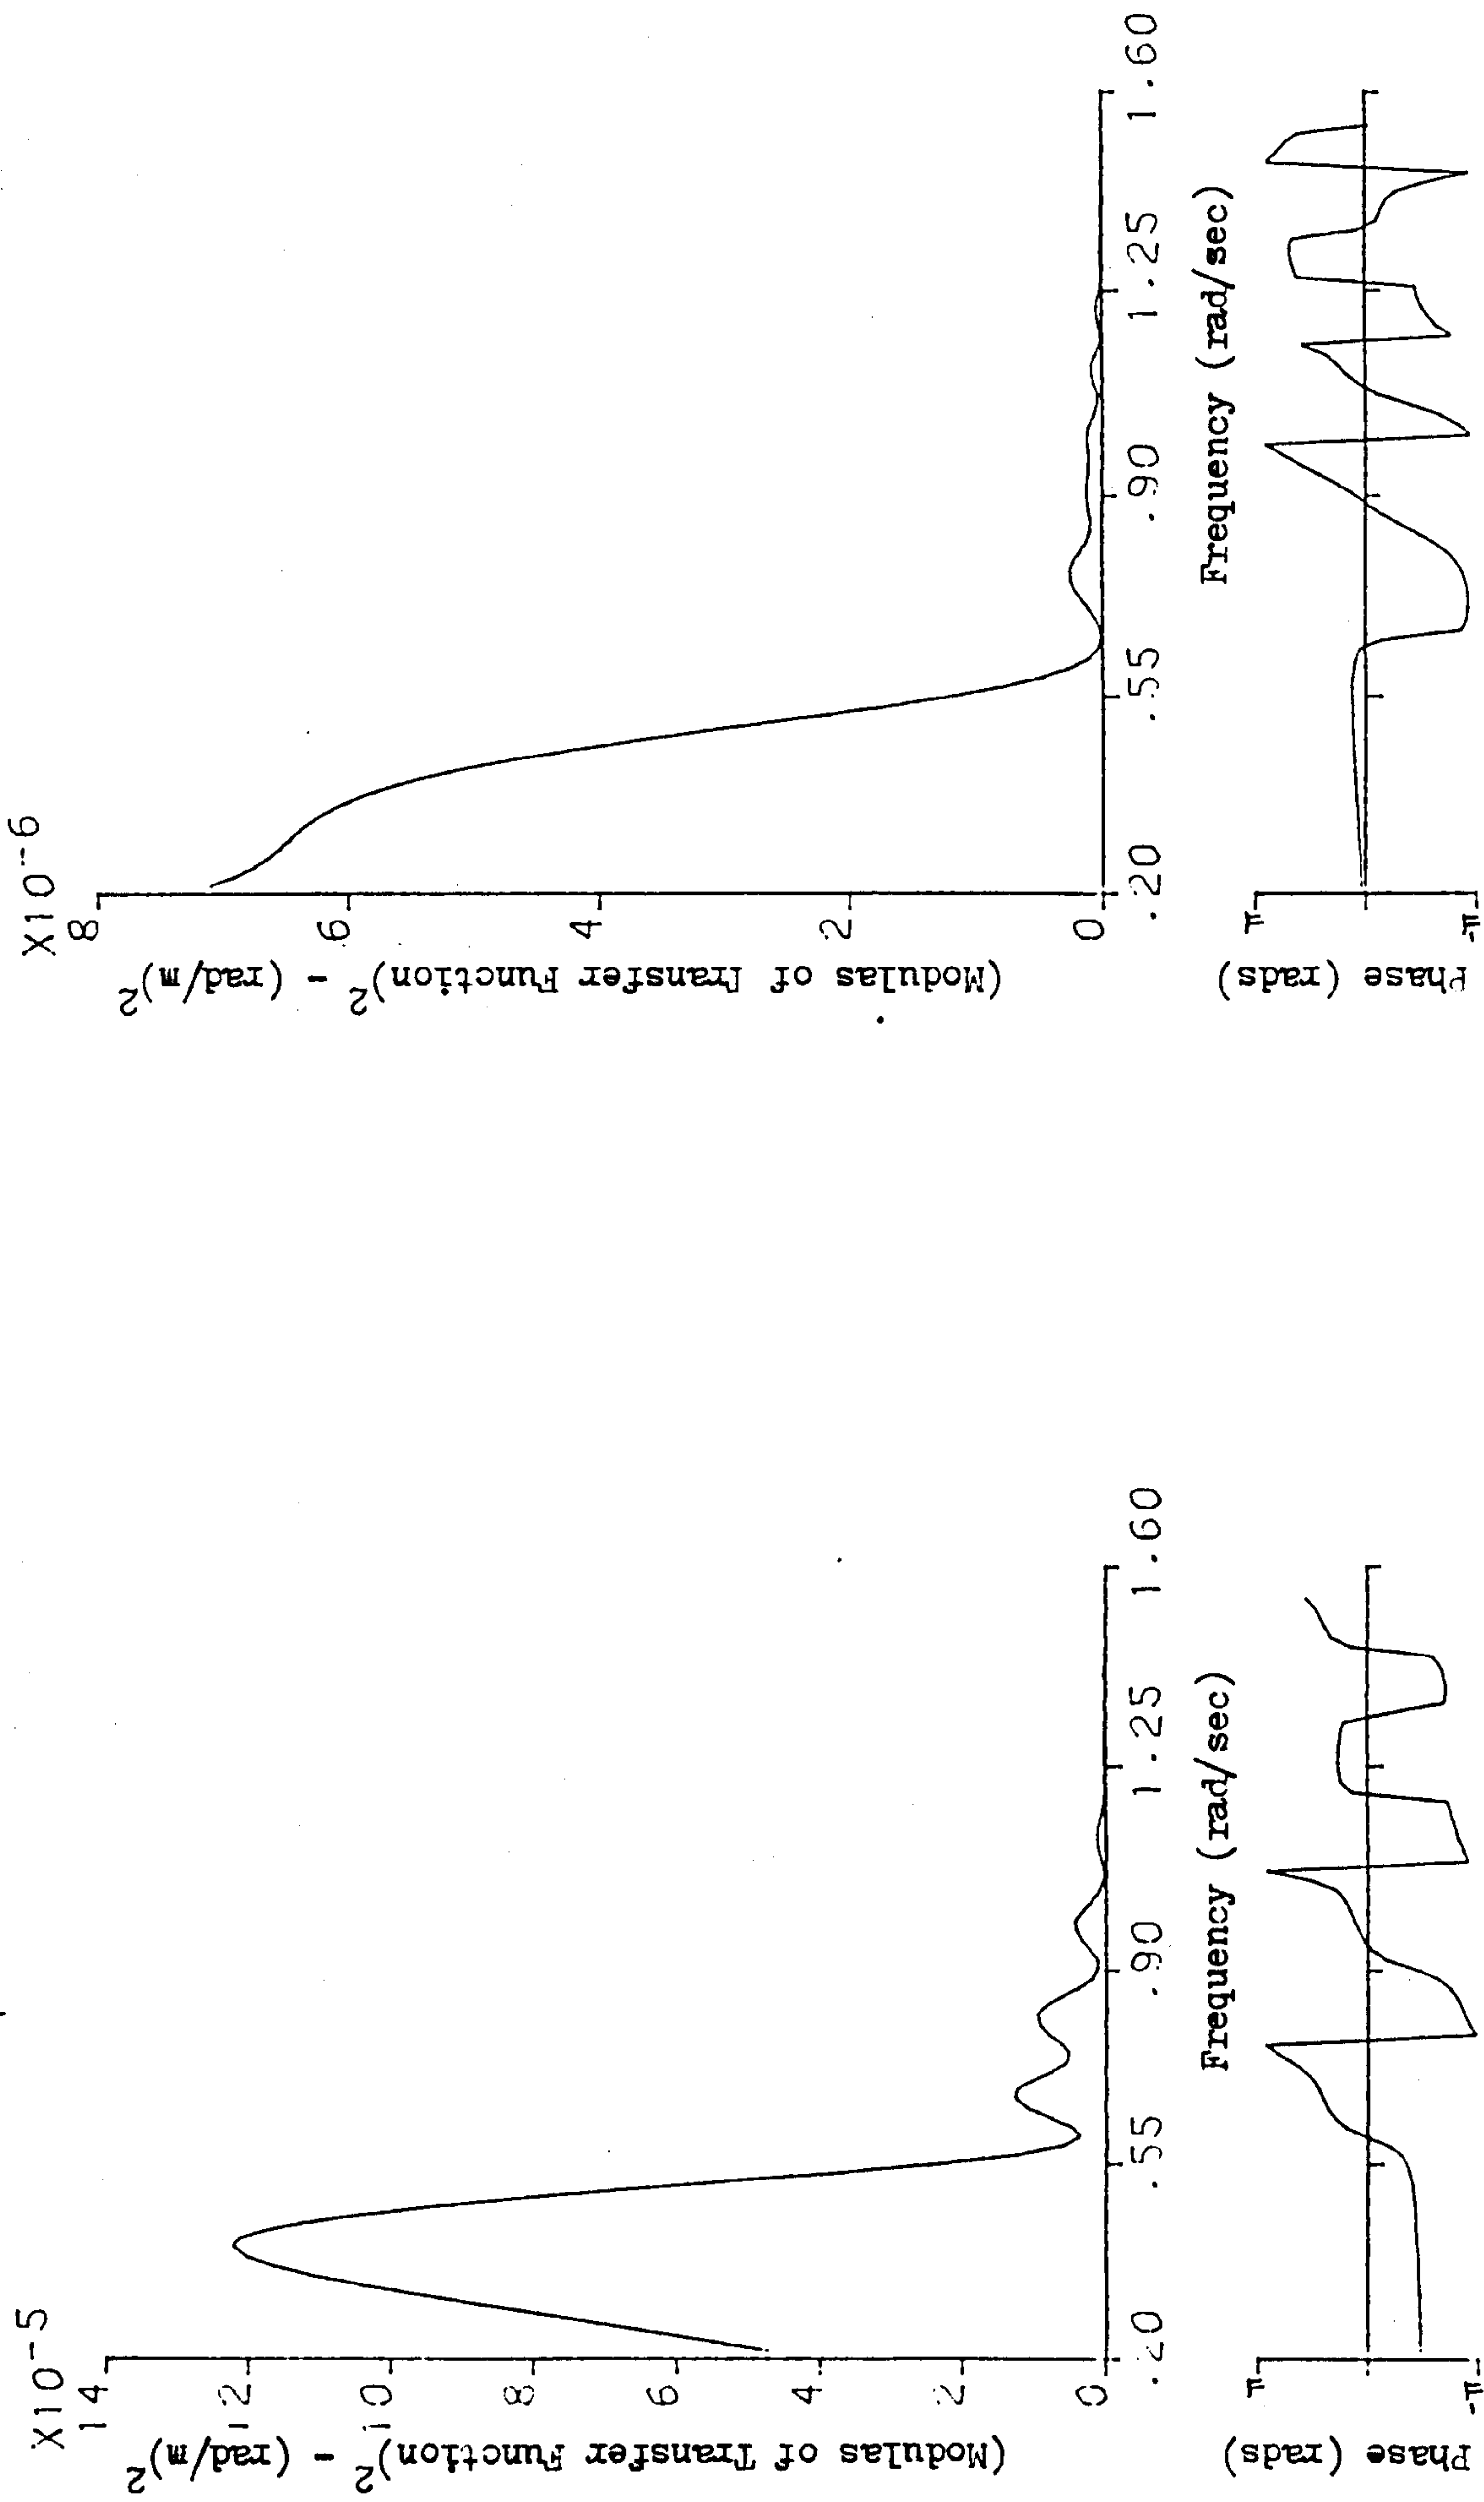 X10⁻⁵
14
12
10
8
6
4
2
0
(Modulas of Transfer Function)² - (rad/m)²
.20
.55
.90
1.25
1.60
Frequency (rad/sec)
π
-π
Phase (rads)
X10⁻⁶
8
6
4
2
0
(Modulas of Transfer Function)² - (rad/m)²
.20
.55
.90
1.25
1.60
Frequency (rad/sec)
π
-π
Phase (rads)